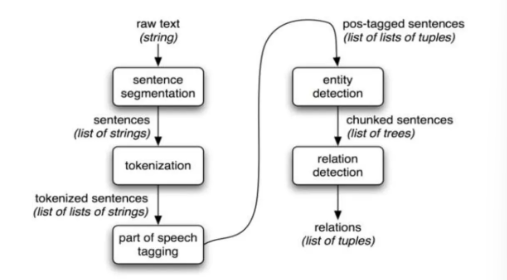 raw text
(string)
sentence
segmentation
sentences
(list of strings)
tokenization
tokenized sentences
(list of lists of strings)
part of speech
tagging
pos-tagged sentences
(list of lists of tuples)
entity
detection
chunked sentences
(list of trees)
relation
detection
relations
(list of tuples)